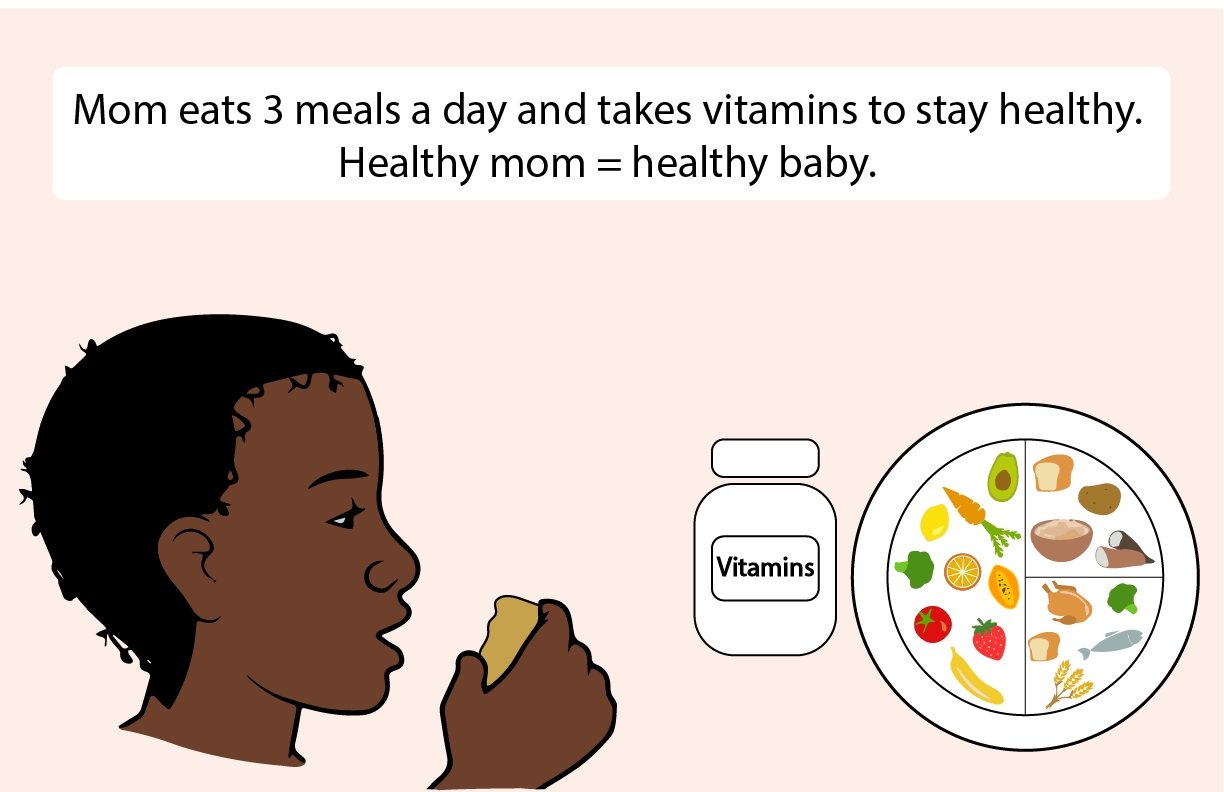 Mom eats 3 meals a day and takes vitamins to stay healthy.
Healthy mom = healthy baby.
Vitamins